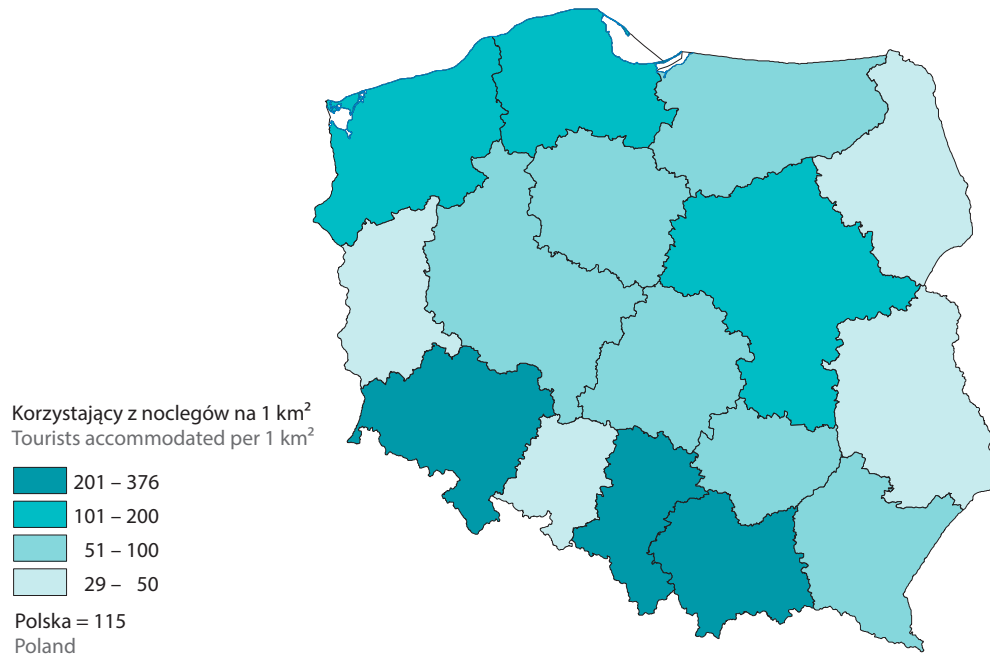 Korzystający z noclegów na 1 km²
Tourists accommodated per 1 km²
201 – 376
101 – 200
51 – 100
29 – 50
Polska = 115
Poland